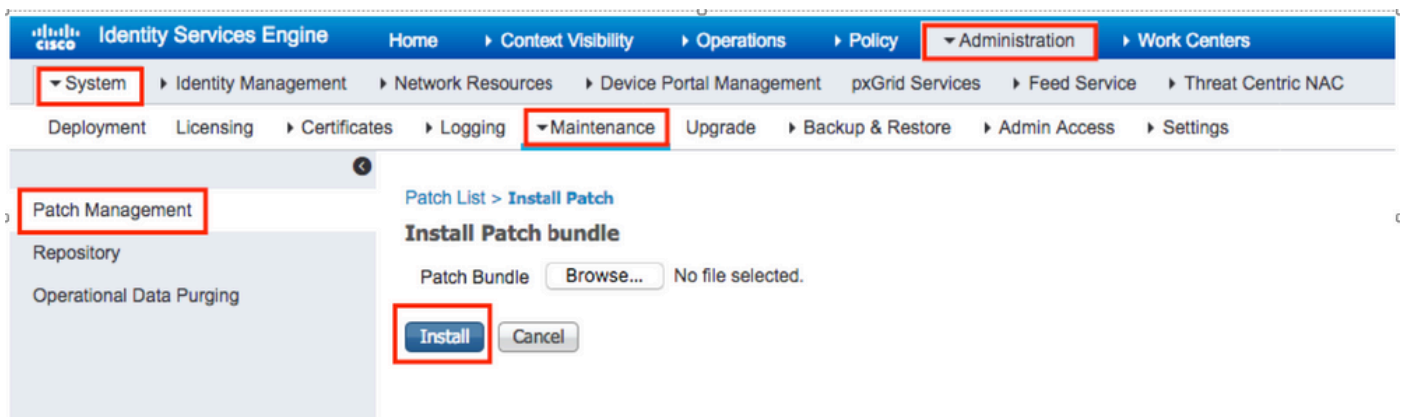 cisco Identity Services Engine Home Context Visibility Operations Policy Administration Work Centers
System Identity Management Network Resources Device Portal Management pxGrid Services Feed Service Threat Centric NAC
Deployment Licensing Certificates Logging Maintenance Upgrade Backup & Restore Admin Access Settings
Patch Management
Repository
Operational Data Purging
Patch List > Install Patch
Install Patch bundle
Patch Bundle Browse... No file selected.
Install Cancel